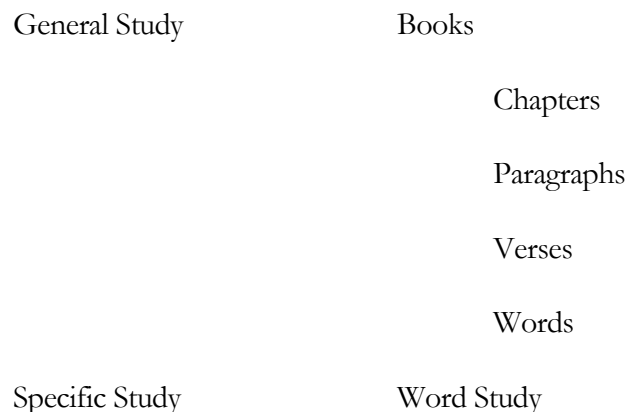 General Study Books
Chapters
Paragraphs
Verses
Words
Specific Study Word Study